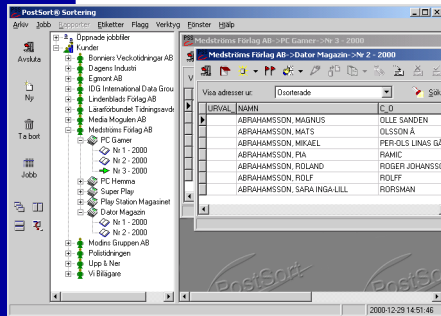 PostSort® Sortering
Arkiv Jobb Rapporter Etiketter Flagg Verktyg Fönster Hjälp
Avsluta
Ny
Ta bort
Jobb
Öppnade jobbfiler
Kunder
Bonniers Veckotidningar AB
Dagens Industri
Egmont AB
IDG International Data Grou
Lindenblads Förlag AB
Lärarförbundet Tidningsavde
Media Mogulen AB
Medströms Förlag AB
PC Gamer
Nr 1 - 2000
Nr 2 - 2000
Nr 3 - 2000
PC Hemma
Super Play
Play Station Magasinet
Dator Magazin
Nr 1 - 2000
Nr 2 - 2000
Modins Gruppen AB
Polistidningen
Upp & Ner
Vi Bilägare
Medströms Förlag AB->PC Gamer->Nr 3 - 2000
Medströms Förlag AB->Dator Magazin->Nr 2 - 2000
Visa adresser ur: Osorterade Sök
URVAL_ NAMN C_O
ABRAHAMSSON, MAGNUS OLLE SANDEN
ABRAHAMSSON, MATS OLSSON Å
ABRAHAMSSON, MIKAEL PER-OLS LINAS GÅ
ABRAHAMSSON, PIA RAMIC
ABRAHAMSSON, ROLAND ROGER JOHANSSO
ABRAHAMSSON, ROLF ROLFF
ABRAHAMSSON, SARA INGA-LILL RORSMAN
PostSort PostSort
2000-12-29 14:51:46